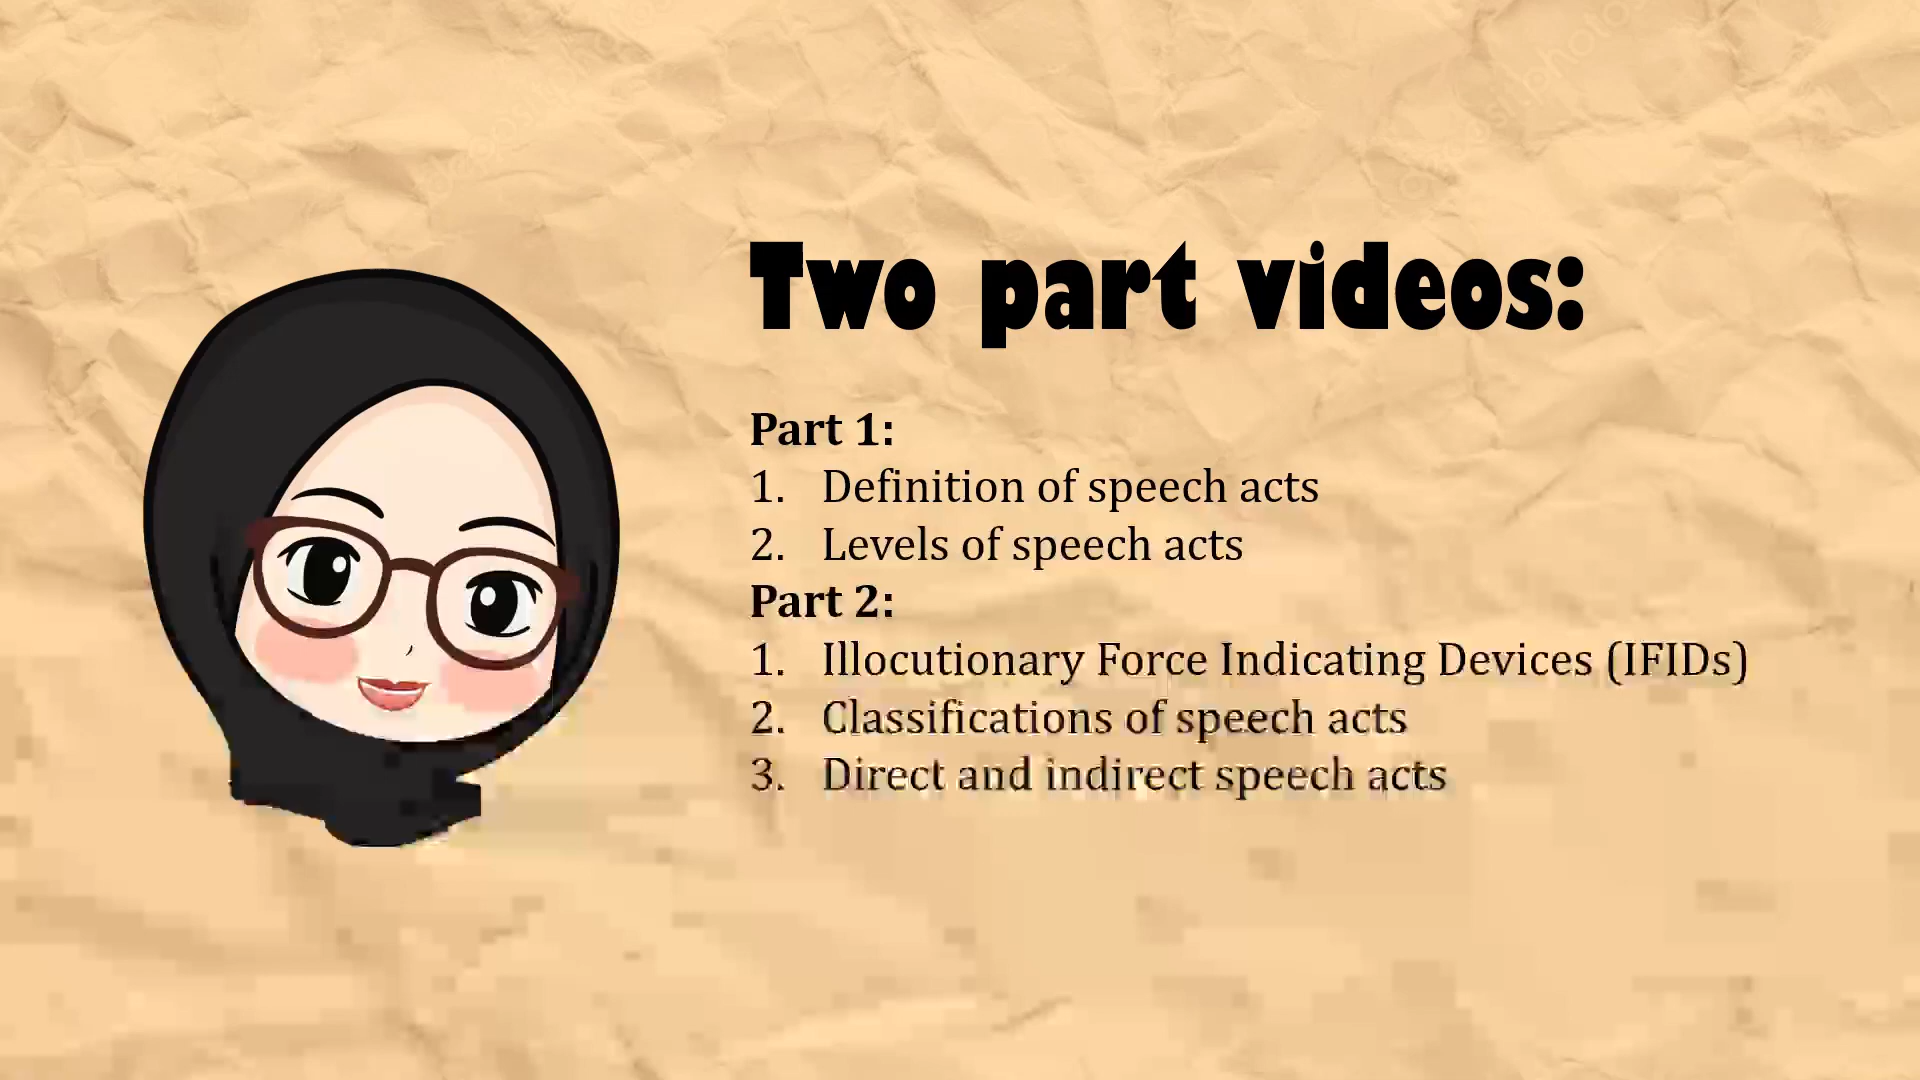 Two part videos:
Part 1:
1. Definition of speech acts
2. Levels of speech acts
Part 2:
1. Illocutionary Force Indicating Devices (IFIDs)
2. Classifications of speech acts
3. Direct and indirect speech acts